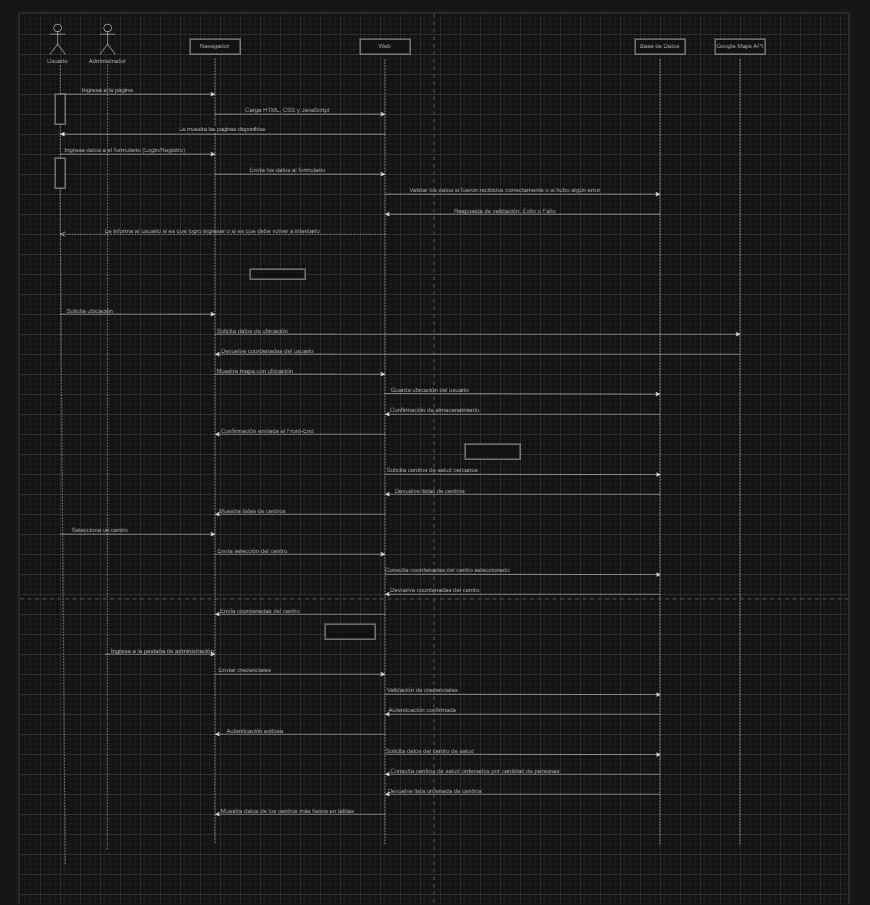 Usuario
Administrador
Navegador
Web
Base de Datos
Google Maps API
Ingresa a la página
Carga HTML, CSS y JavaScript
Le muestra las paginas disponibles
Ingresa datos a el formulario (Login/Registro)
Envía los datos al formulario
Validar los datos si fueron recibidos correctamente o si hubo algún error
Respuesta de validación: Exito o Fallo
Le informa al usuario si es que logro ingresar o si es que debe volver a intentarlo
Solicita ubicación
Solicita datos de ubicación
Devuelve coordenadas del usuario
Muestra mapa con ubicación
Guarda ubicación del usuario
Confirmación de almacenamiento
Confirmación enviada al Front-End
Solicita centros de salud cercanos
Devuelve listas de centros
Muestra listas de centros
Selecciona un centro
Envía selección del centro
Consulta coordenadas del centro seleccionado
Devuelve coordenadas del centro
Envía coordenadas del centro
Ingresa a la pestaña de administración
Enviar credenciales
Validación de credenciales
Autenticación confirmada
Autenticación exitosa
Solicita datos del centro de salud
Consulta centros de salud ordenados por cantidad de personas
Devuelve lista ordenada de centros
Muestra datos de los centros más llenos en tablas